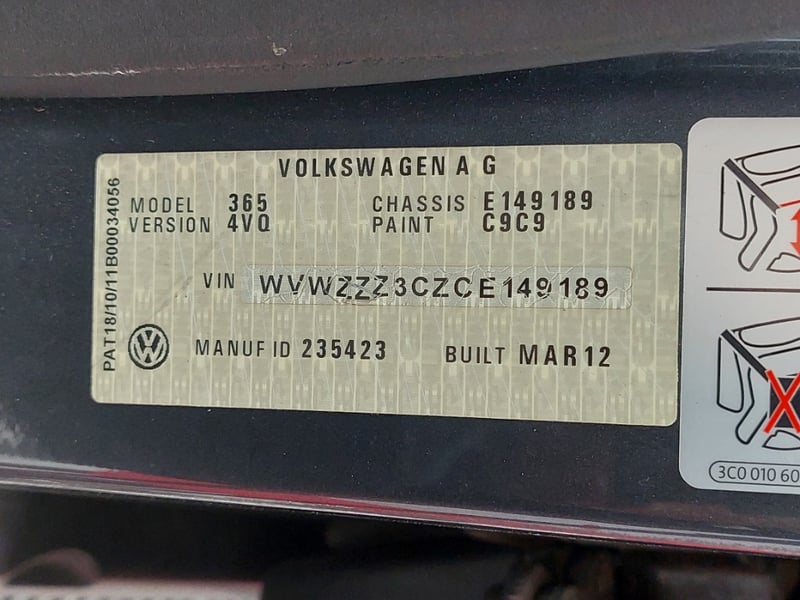 VOLKSWAGEN A G
MODEL 365 CHASSIS E149189
VERSION 4VQ PAINT C9C9
VIN WVWZZZ3CZCE149189
MANUF ID 235423 BUILT MAR12
PAT18/10/11B00034056
3C0 010 60